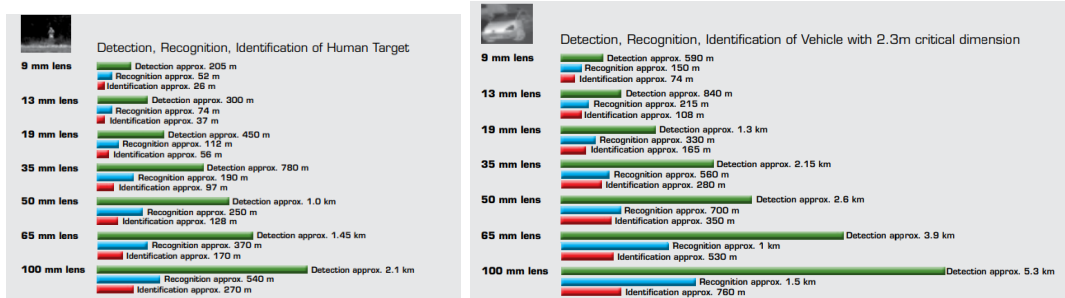 Detection, Recognition, Identification of Human Target
9 mm lens
Detection approx. 205 m
Recognition approx. 52 m
Identification approx. 26 m
13 mm lens
Detection approx. 300 m
Recognition approx. 74 m
Identification approx. 37 m
19 mm lens
Detection approx. 450 m
Recognition approx. 112 m
Identification approx. 56 m
35 mm lens
Detection approx. 780 m
Recognition approx. 190 m
Identification approx. 97 m
50 mm lens
Detection approx. 1.0 km
Recognition approx. 250 m
Identification approx. 128 m
65 mm lens
Detection approx. 1.45 km
Recognition approx. 370 m
Identification approx. 170 m
100 mm lens
Detection approx. 2.1 km
Recognition approx. 540 m
Identification approx. 270 m
Detection, Recognition, Identification of Vehicle with 2.3m critical dimension
9 mm lens
Detection approx. 590 m
Recognition approx. 150 m
Identification approx. 74 m
13 mm lens
Detection approx. 840 m
Recognition approx. 215 m
Identification approx. 108 m
19 mm lens
Detection approx. 1.3 km
Recognition approx. 330 m
Identification approx. 165 m
35 mm lens
Detection approx. 2.15 km
Recognition approx. 560 m
Identification approx. 280 m
50 mm lens
Detection approx. 2.6 km
Recognition approx. 700 m
Identification approx. 350 m
65 mm lens
Detection approx. 3.9 km
Recognition approx. 1 km
Identification approx. 530 m
100 mm lens
Detection approx. 5.3 km
Recognition approx. 1.5 km
Identification approx. 760 m